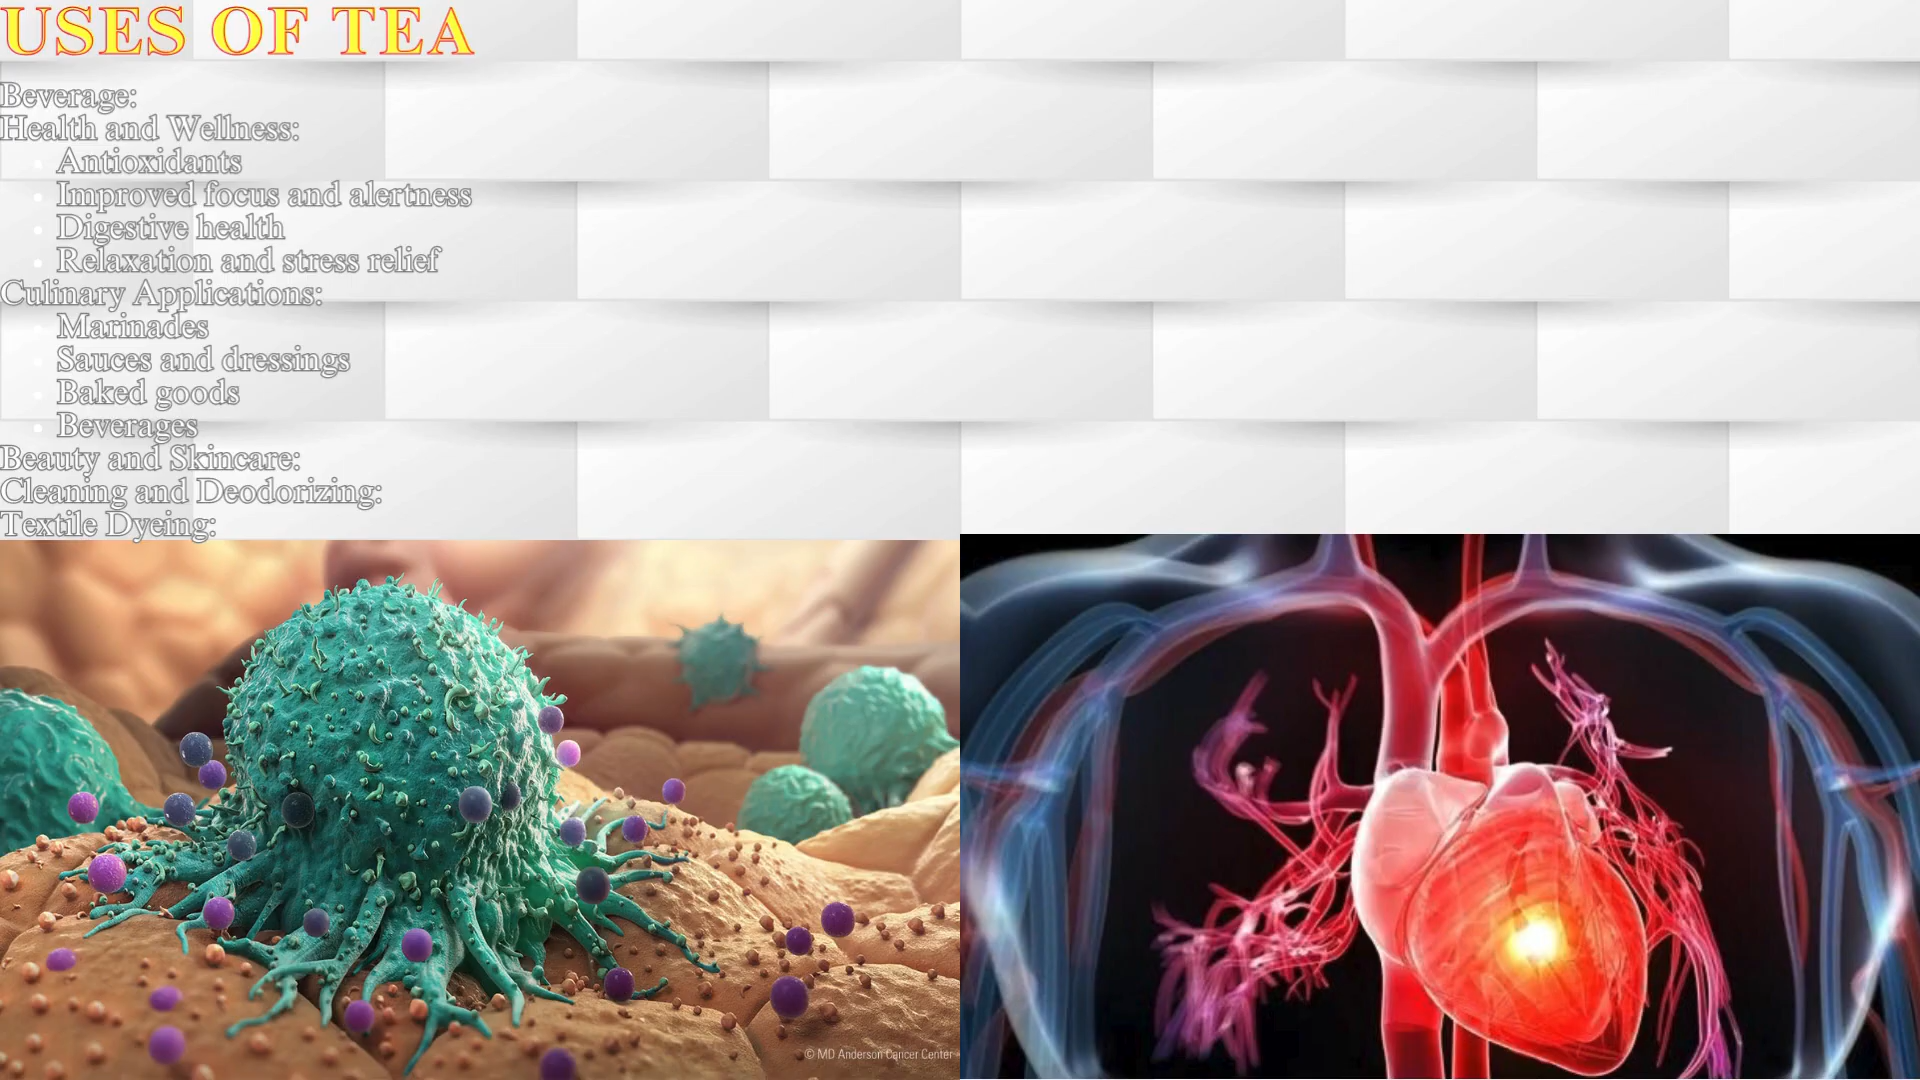 USES OF TEA
Beverage:
Health and Wellness:
Antioxidants
Improved focus and alertness
Digestive health
Relaxation and stress relief
Culinary Applications:
Marinades
Sauces and dressings
Baked goods
Beverages
Beauty and Skincare:
Cleaning and Deodorizing:
Textile Dyeing:
© MD Anderson Cancer Center